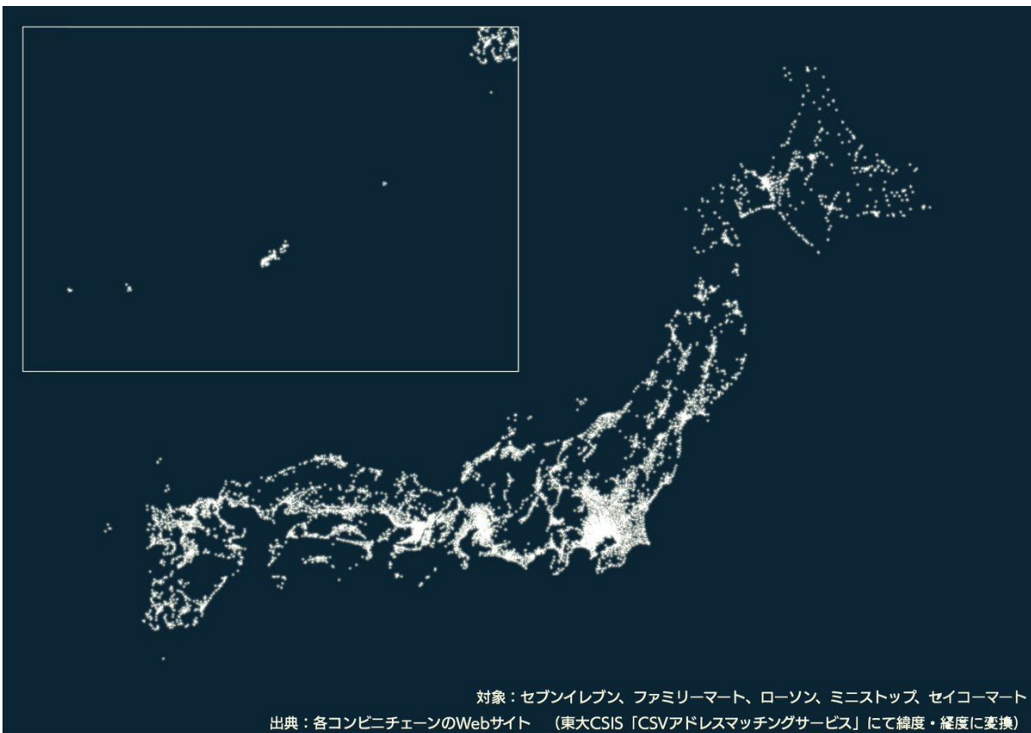 対象：セブンイレブン、ファミリーマート、ローソン、ミニストップ、セイコーマート
出典：各コンビニチェーンのWebサイト （東大CSIS「CSVアドレスマッチングサービス」にて緯度・経度に変換）